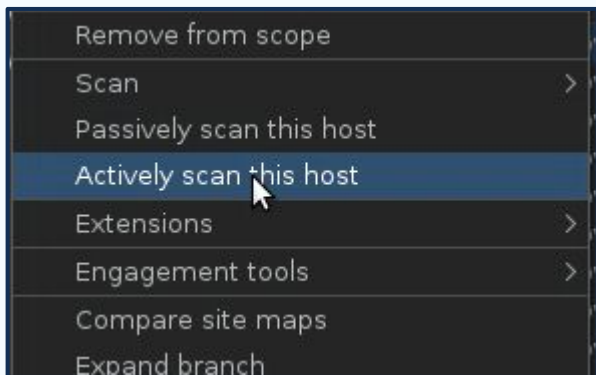 Remove from scope
Scan
Passively scan this host
Actively scan this host
Extensions
Engagement tools
Compare site maps
Expand branch